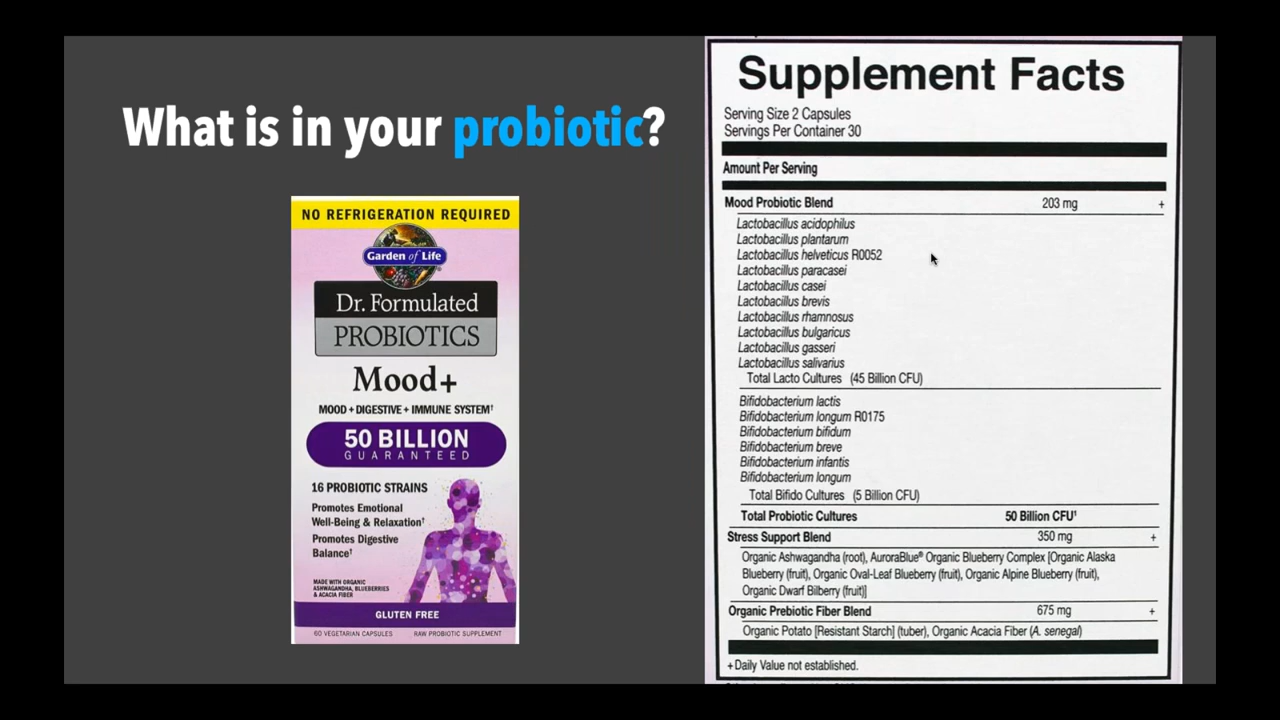 What is in your probiotic?
NO REFRIGERATION REQUIRED
Garden of Life
Dr. Formulated
PROBIOTICS
Mood+
MOOD + DIGESTIVE + IMMUNE SYSTEM†
50 BILLION
GUARANTEED
16 PROBIOTIC STRAINS
Promotes Emotional
Well-Being & Relaxation†
Promotes Digestive
Balance†
MADE WITH ORGANIC
ASHWAGANDHA, BLUEBERRIES
& ACACIA FIBER
GLUTEN FREE
60 VEGETARIAN CAPSULES RAW PROBIOTIC SUPPLEMENT
Supplement Facts
Serving Size 2 Capsules
Servings Per Container 30
Amount Per Serving
Mood Probiotic Blend 203 mg +
Lactobacillus acidophilus
Lactobacillus plantarum
Lactobacillus helveticus R0052
Lactobacillus paracasei
Lactobacillus casei
Lactobacillus brevis
Lactobacillus rhamnosus
Lactobacillus bulgaricus
Lactobacillus gasseri
Lactobacillus salivarius
Total Lacto Cultures (45 Billion CFU)
Bifidobacterium lactis
Bifidobacterium longum R0175
Bifidobacterium bifidum
Bifidobacterium breve
Bifidobacterium infantis
Bifidobacterium longum
Total Bifido Cultures (5 Billion CFU)
Total Probiotic Cultures 50 Billion CFU¹
Stress Support Blend 350 mg +
Organic Ashwagandha (root), AuroraBlue® Organic Blueberry Complex [Organic Alaska
Blueberry (fruit), Organic Oval-Leaf Blueberry (fruit), Organic Alpine Blueberry (fruit),
Organic Dwarf Bilberry (fruit)]
Organic Prebiotic Fiber Blend 675 mg +
Organic Potato [Resistant Starch] (tuber), Organic Acacia Fiber (A. senegal)
+ Daily Value not established.